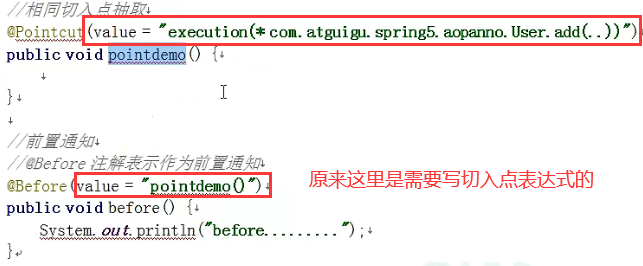 //相同切入点抽取
@Pointcut(value = "execution(* com.atguigu.spring5.aopanno.User.add(..))")
public void pointdemo() {

}

//前置通知
//@Before 注解表示作为前置通知
@Before(value = "pointdemo()") 原来这里是需要写切入点表达式的
public void before() {
System.out.println("before.........");
}